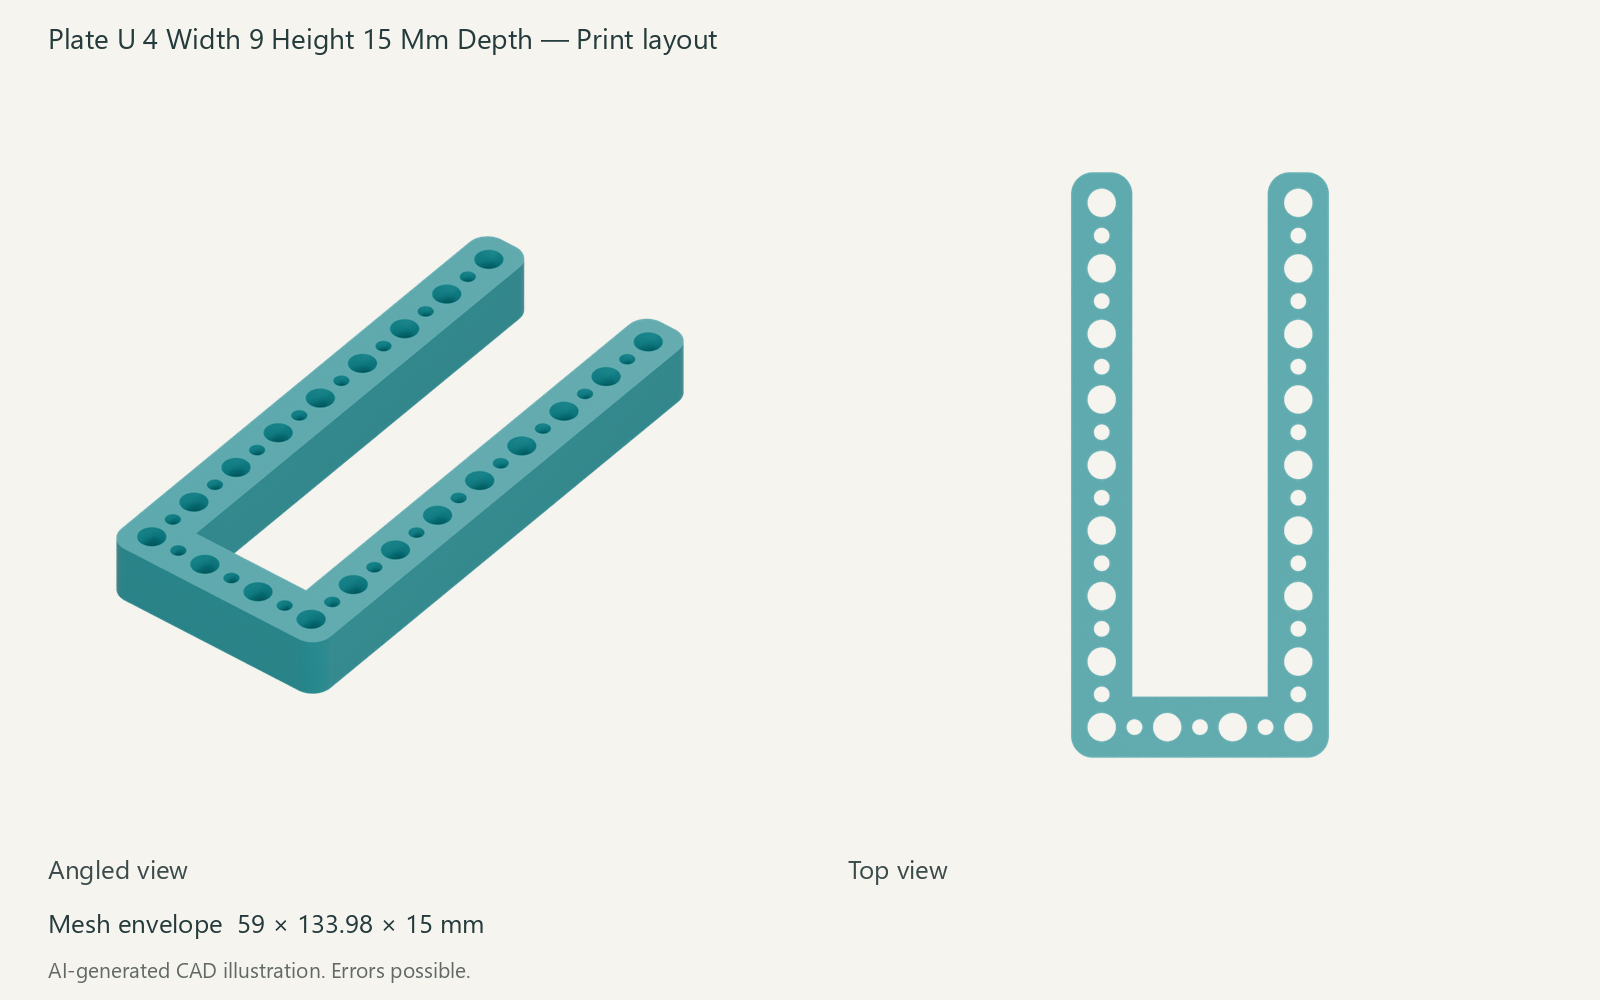 Plate U 4 Width 9 Height 15 Mm Depth — Print layout
Angled view
Top view
Mesh envelope 59 × 133.98 × 15 mm
AI-generated CAD illustration. Errors possible.